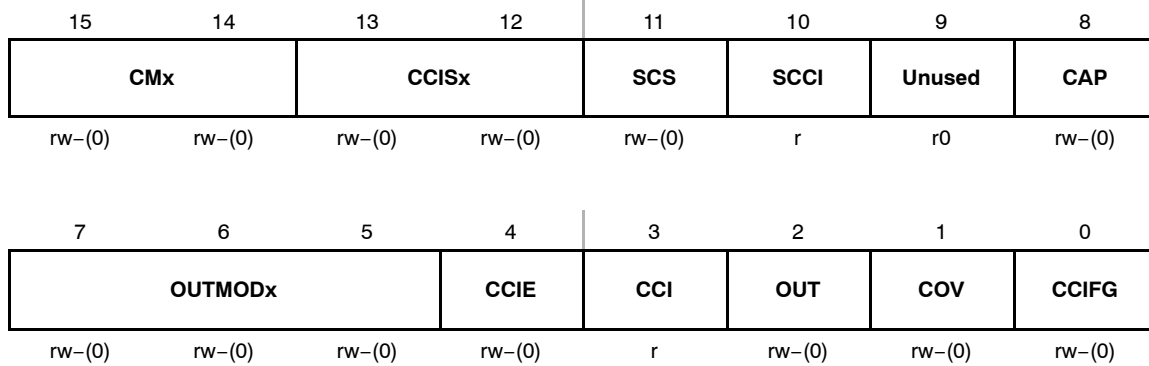 15 14 13 12 11 10 9 8
CMx CCISx SCS SCCI Unused CAP
rw−(0) rw−(0) rw−(0) rw−(0) rw−(0) r r0 rw−(0)
7 6 5 4 3 2 1 0
OUTMODx CCIE CCI OUT COV CCIFG
rw−(0) rw−(0) rw−(0) rw−(0) r rw−(0) rw−(0) rw−(0)